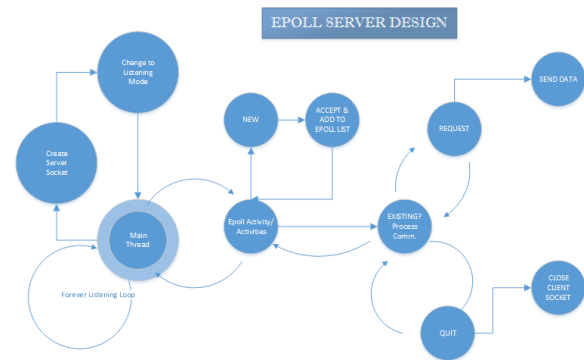 EPOLL SERVER DESIGN
Change to
Listening
Mode
SEND DATA
NEW
ACCEPT &
ADD TO
EPOLL LIST
REQUEST
Create
Server
Socket
Main
Thread
Epoll Activity/
Activities
EXISTING?
Process
Comm.
Forever Listening Loop
CLOSE
CLIENT
SOCKET
QUIT